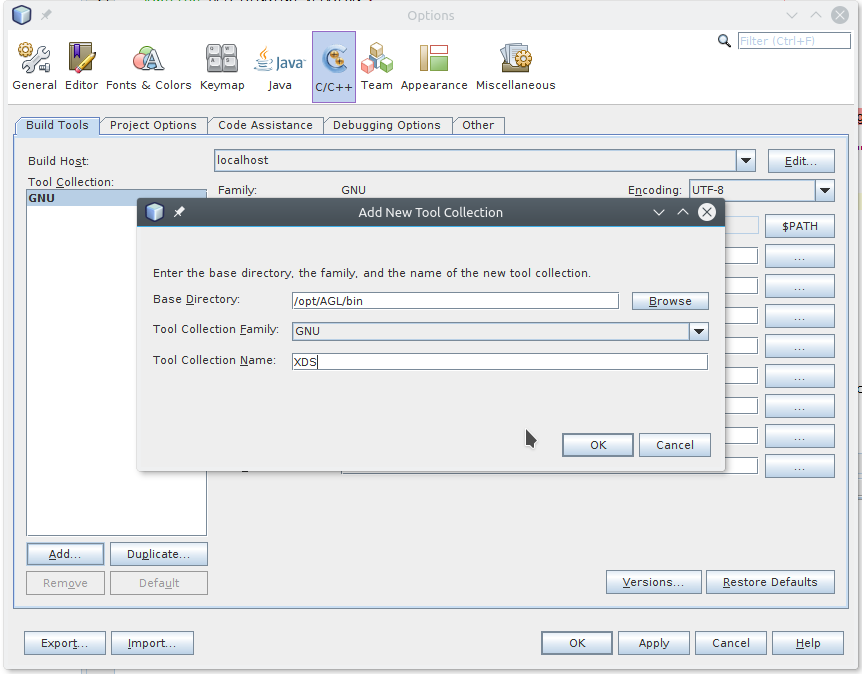 Options
Filter (Ctrl+F)
General Editor Fonts & Colors Keymap Java C/C++ Team Appearance Miscellaneous
Build Tools Project Options Code Assistance Debugging Options Other
Build Host: localhost Edit...
Tool Collection:
GNU
Family: GNU Encoding: UTF-8
$PATH
...
...
...
...
...
...
...
...
Add New Tool Collection
Enter the base directory, the family, and the name of the new tool collection.
Base Directory: /opt/AGL/bin Browse
Tool Collection Family: GNU
Tool Collection Name: XDS
OK Cancel
Add... Duplicate...
Remove Default
Versions... Restore Defaults
Export... Import... OK Apply Cancel Help